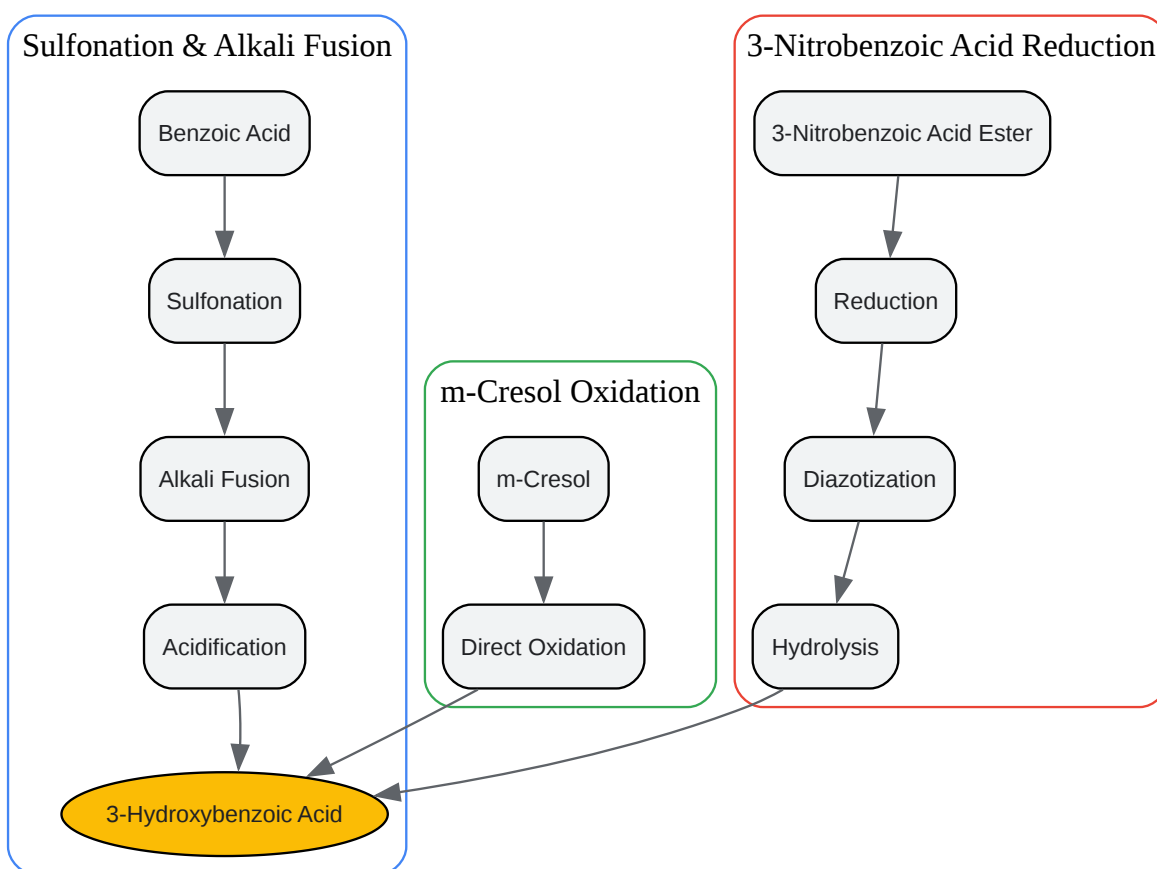 Sulfonation & Alkali Fusion
Benzoic Acid
Sulfonation
Alkali Fusion
Acidification
3-Hydroxybenzoic Acid
m-Cresol Oxidation
m-Cresol
Direct Oxidation
3-Nitrobenzoic Acid Reduction
3-Nitrobenzoic Acid Ester
Reduction
Diazotization
Hydrolysis